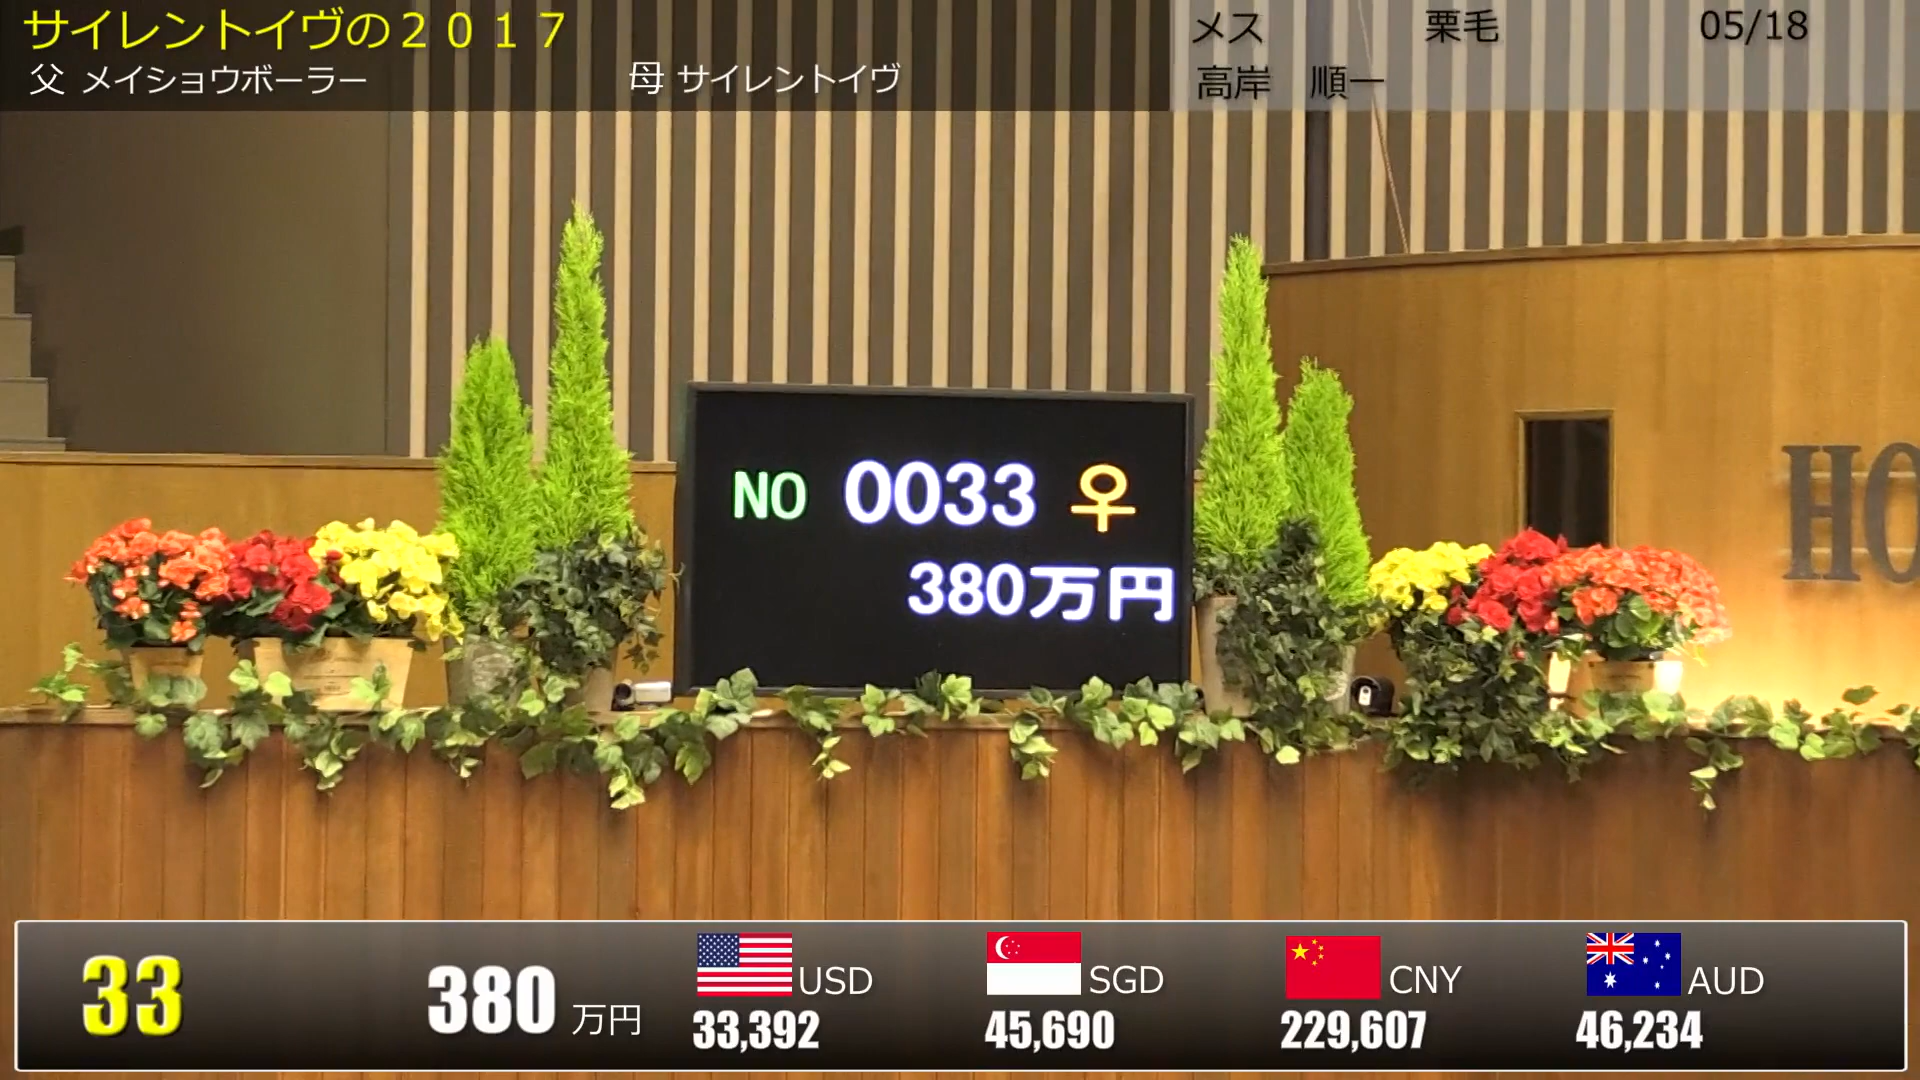 サイレントイヴの２０１７
父 メイショウボーラー 母 サイレントイヴ
メス 栗毛 05/18
高岸 順一
NO 0033 ♀
380万円
HO
33 380 万円
USD 33,392
SGD 45,690
CNY 229,607
AUD 46,234